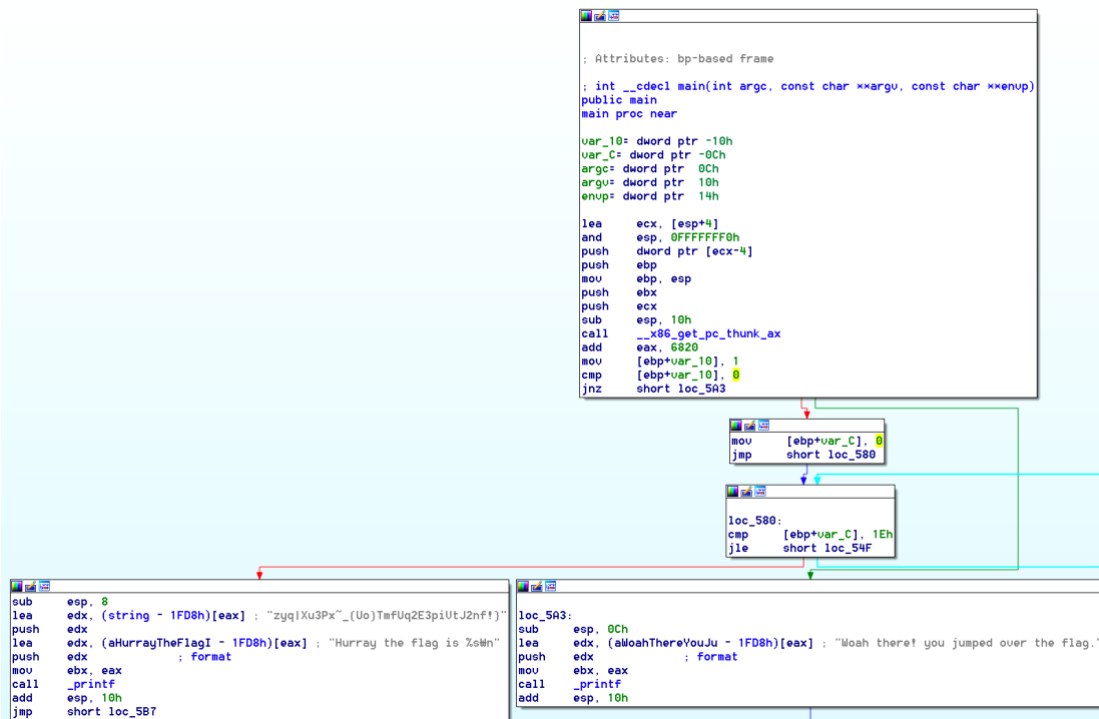 ; Attributes: bp-based frame
; int __cdecl main(int argc, const char **argv, const char **envp)
public main
main proc near
var_10= dword ptr -10h
var_C= dword ptr -0Ch
argc= dword ptr  0Ch
argv= dword ptr  10h
envp= dword ptr  14h
lea     ecx, [esp+4]
and     esp, 0FFFFFFF0h
push    dword ptr [ecx-4]
push    ebp
mov     ebp, esp
push    ebx
push    ecx
sub     esp, 10h
call    __x86_get_pc_thunk_ax
add     eax, 6820
mov     [ebp+var_10], 1
cmp     [ebp+var_10], 0
jnz     short loc_5A3
mov     [ebp+var_C], 0
jmp     short loc_580
loc_580:
cmp     [ebp+var_C], 1Eh
jle     short loc_54F
sub     esp, 8
lea     edx, (string - 1FD8h)[eax] ; "zyq|Xu3Px~_(Uo)TmfUq2E3piVtJ2nf!)"
push    edx
lea     edx, (aHurrayTheFlagI - 1FD8h)[eax] ; "Hurray the flag is %s₩n"
push    edx             ; format
mov     ebx, eax
call    _printf
add     esp, 10h
jmp     short loc_5B7
loc_5A3:
sub     esp, 0Ch
lea     edx, (aWoahThereYouJu - 1FD8h)[eax] ; "Woah there! you jumped over the flag."
push    edx             ; format
mov     ebx, eax
call    _printf
add     esp, 10h